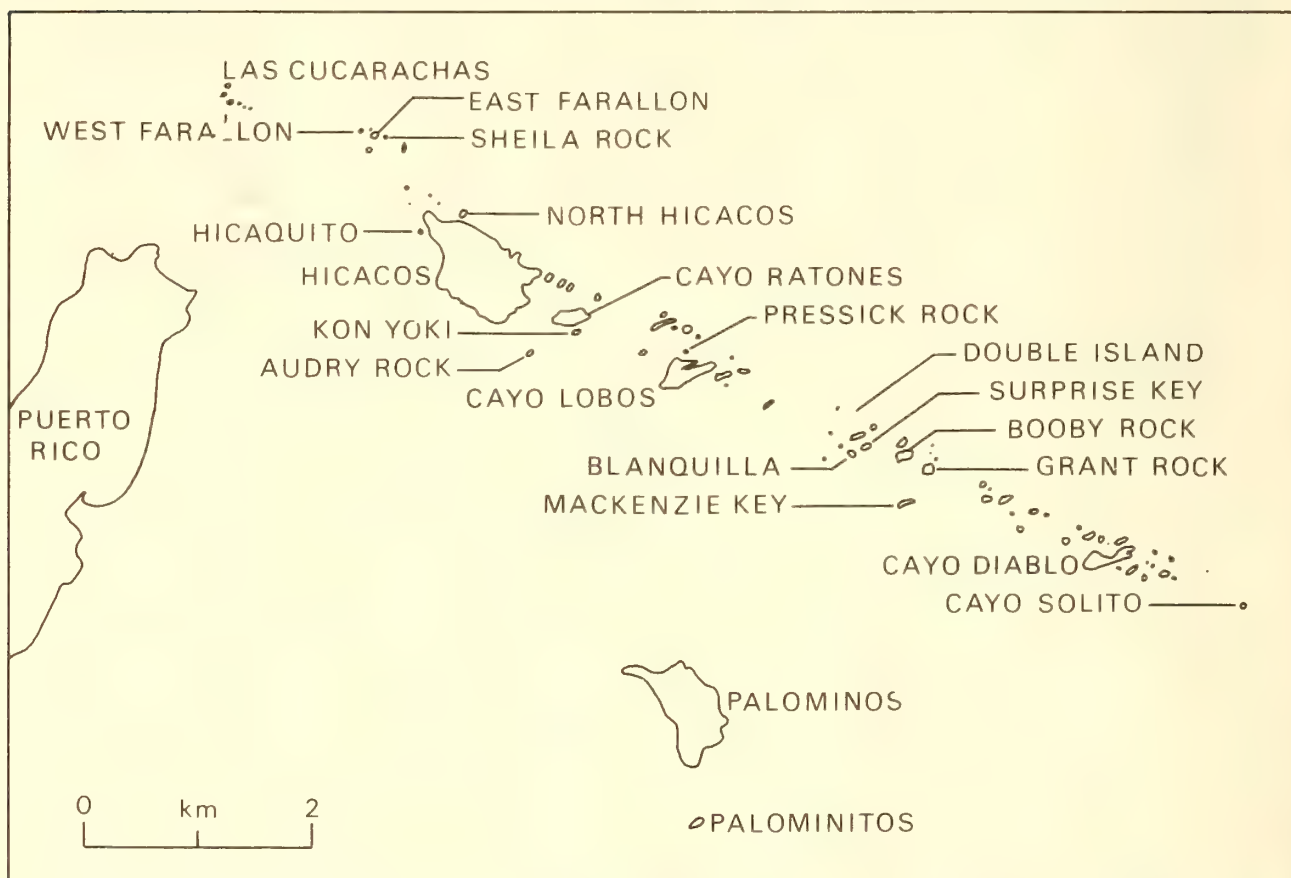 LAS CUCARACHAS
EAST FARALLON
WEST FARALLON
SHEILA ROCK
NORTH HICACOS
HICAQUITO
HICACOS
CAYO RATONES
KON YOKI
PRESSICK ROCK
AUDRY ROCK
DOUBLE ISLAND
CAYO LOBOS
SURPRISE KEY
PUERTO
RICO
BOOBY ROCK
BLANQUILLA
GRANT ROCK
MACKENZIE KEY
CAYO DIABLO
CAYO SOLITO
PALOMINOS
0 km 2
PALOMINITOS